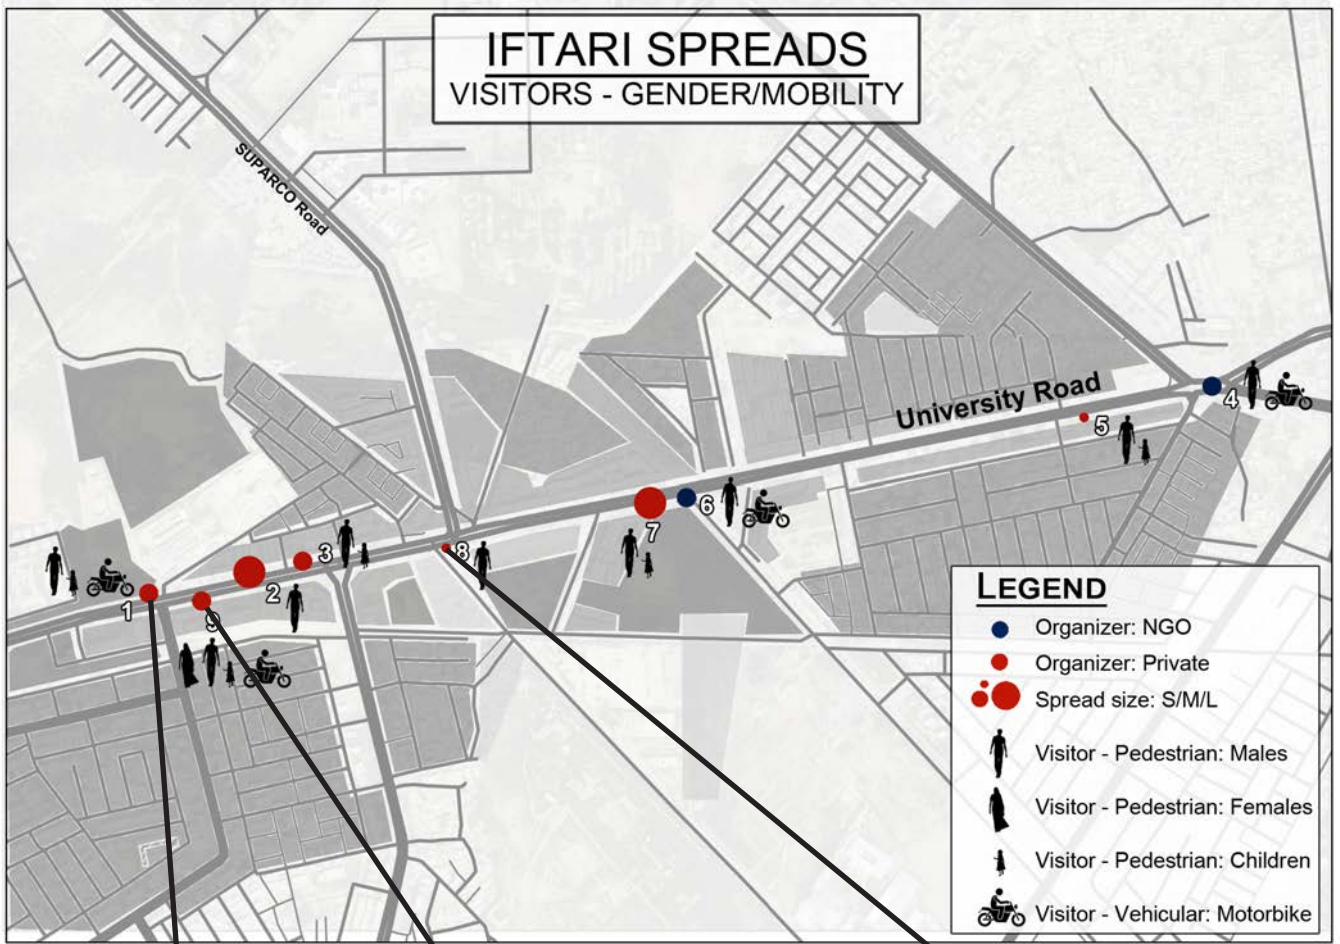 IFTARI SPREADS
VISITORS - GENDER/MOBILITY
SUPARCO Road
University Road
4
5
6
7
3
8
2
1
9
LEGEND
Organizer: NGO
Organizer: Private
Spread size: S/M/L
Visitor - Pedestrian: Males
Visitor - Pedestrian: Females
Visitor - Pedestrian: Children
Visitor - Vehicular: Motorbike